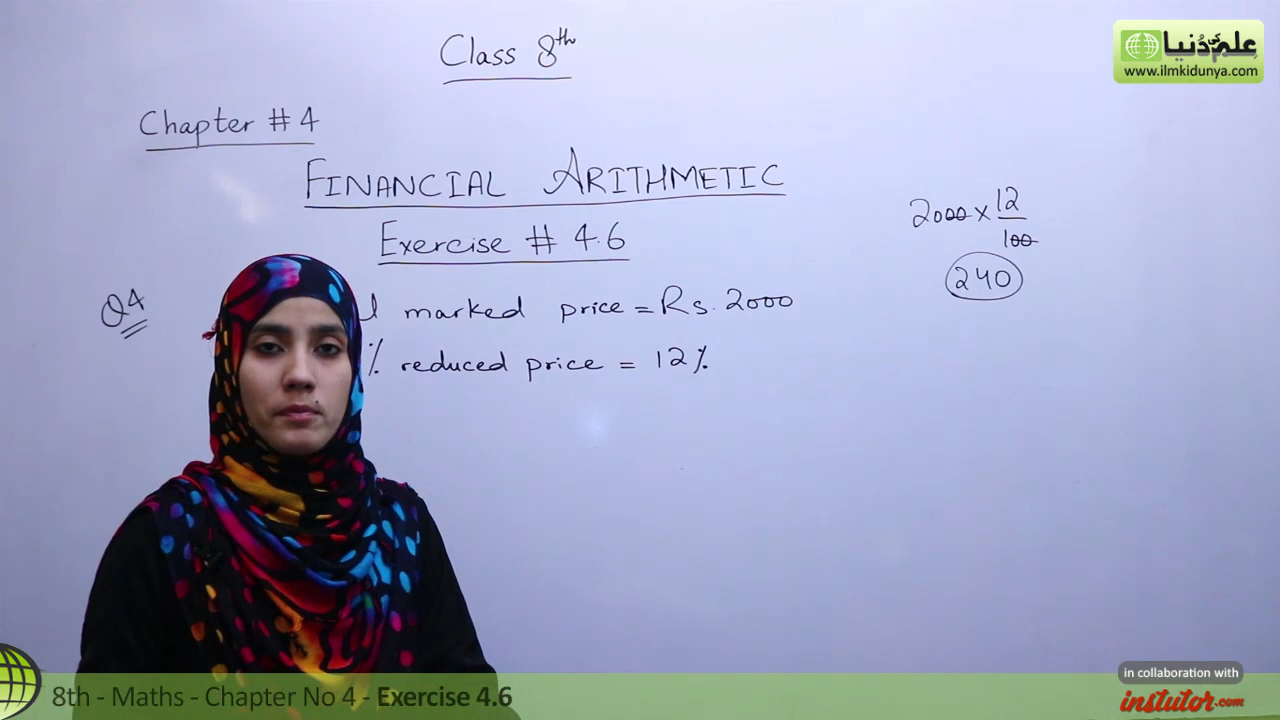 Class 8th
علم کی دُنیا
www.ilmkidunya.com
Chapter # 4
FINANCIAL ARITHMETIC
2000 x 12/100
Exercise # 4.6
240
Q4
marked price = Rs. 2000
% reduced price = 12%
in collaboration with
8th - Maths - Chapter No 4 - Exercise 4.6
instutor.com